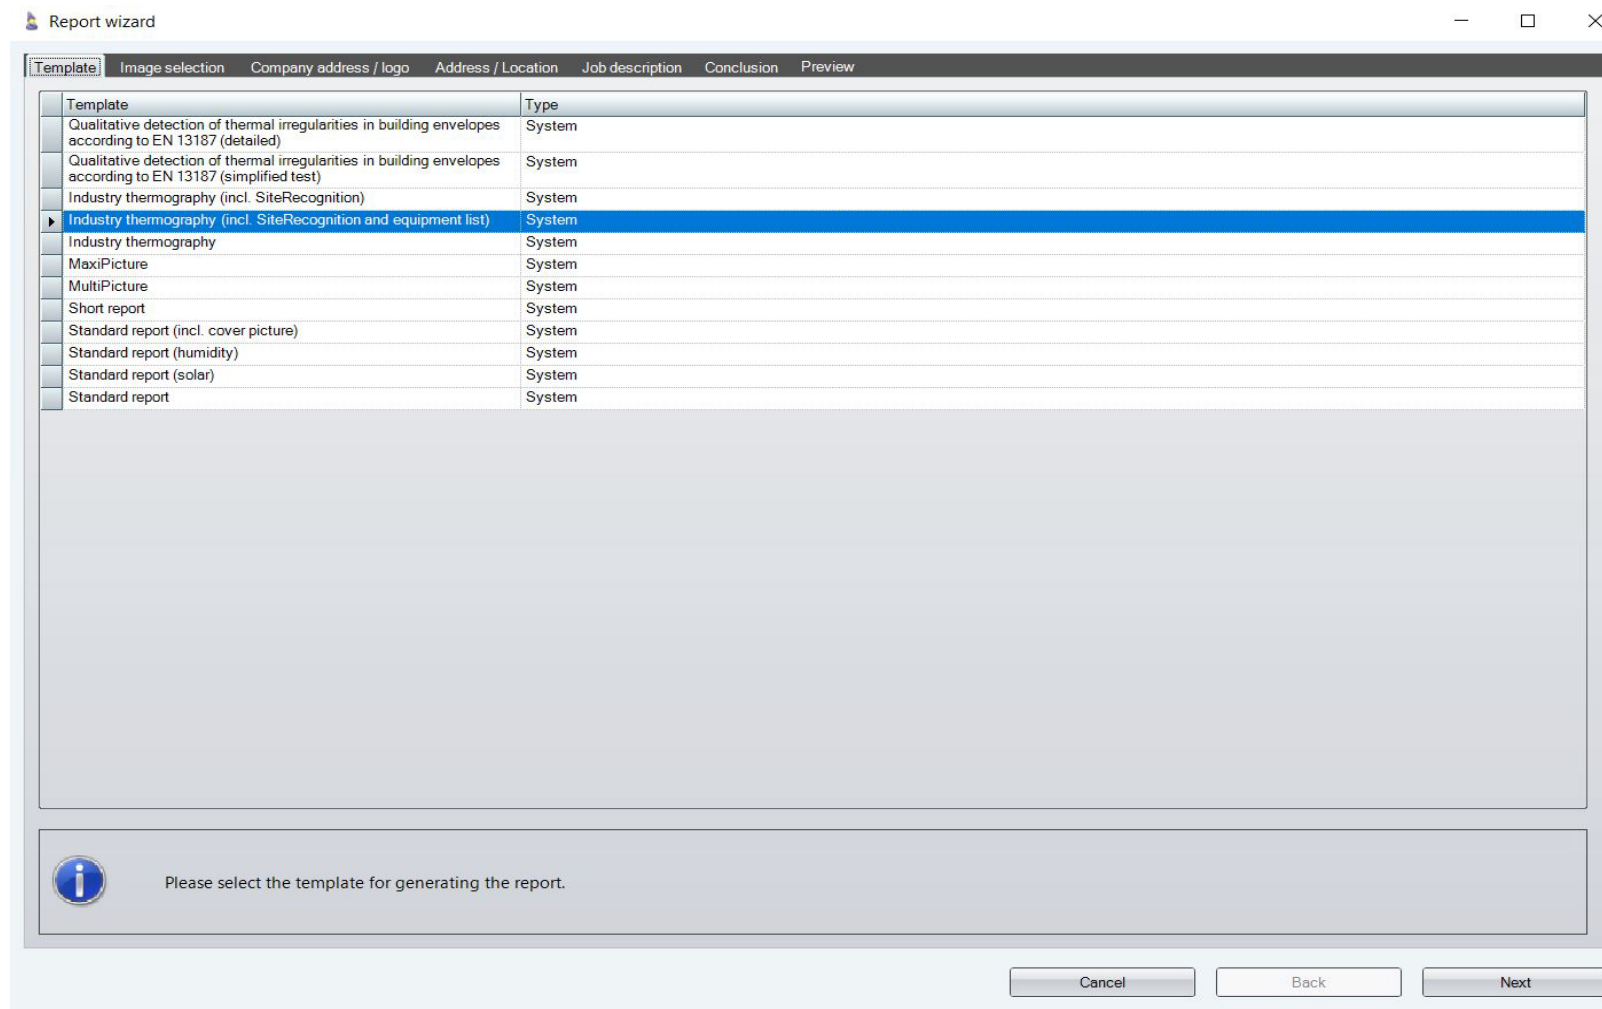 Report wizard
Template Image selection Company address / logo Address / Location Job description Conclusion Preview
Template Type
Qualitative detection of thermal irregularities in building envelopes
according to EN 13187 (detailed) System
Qualitative detection of thermal irregularities in building envelopes
according to EN 13187 (simplified test) System
Industry thermography (incl. SiteRecognition) System
Industry thermography (incl. SiteRecognition and equipment list) System
Industry thermography System
MaxiPicture System
MultiPicture System
Short report System
Standard report (incl. cover picture) System
Standard report (humidity) System
Standard report (solar) System
Standard report System
Please select the template for generating the report.
Cancel Back Next